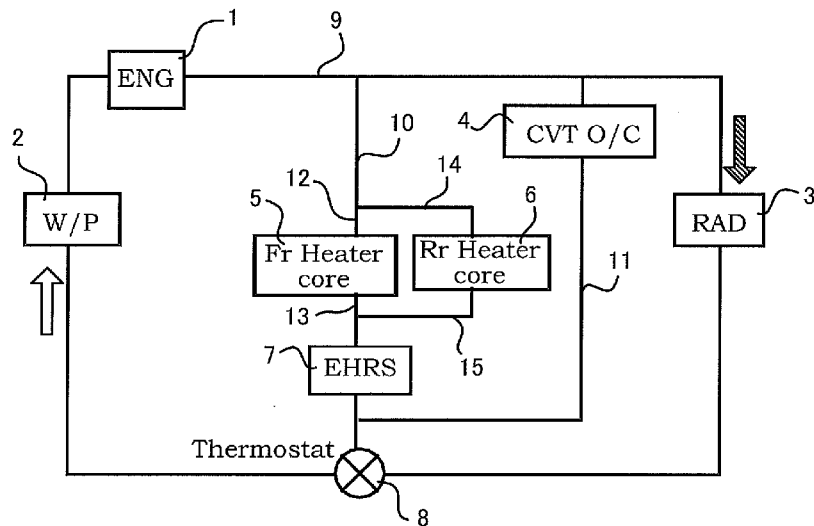 1
ENG
9
2
W/P
10
4
CVT O/C
14
12
5
Fr Heater
core
6
Rr Heater
core
3
RAD
11
13
15
7
EHRS
Thermostat
8